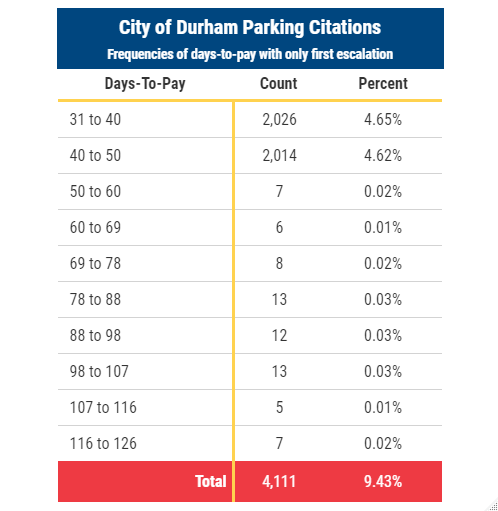 City of Durham Parking Citations
Frequencies of days-to-pay with only first escalation
Days-To-Pay Count Percent
31 to 40 2,026 4.65%
40 to 50 2,014 4.62%
50 to 60 7 0.02%
60 to 69 6 0.01%
69 to 78 8 0.02%
78 to 88 13 0.03%
88 to 98 12 0.03%
98 to 107 13 0.03%
107 to 116 5 0.01%
116 to 126 7 0.02%
Total 4,111 9.43%